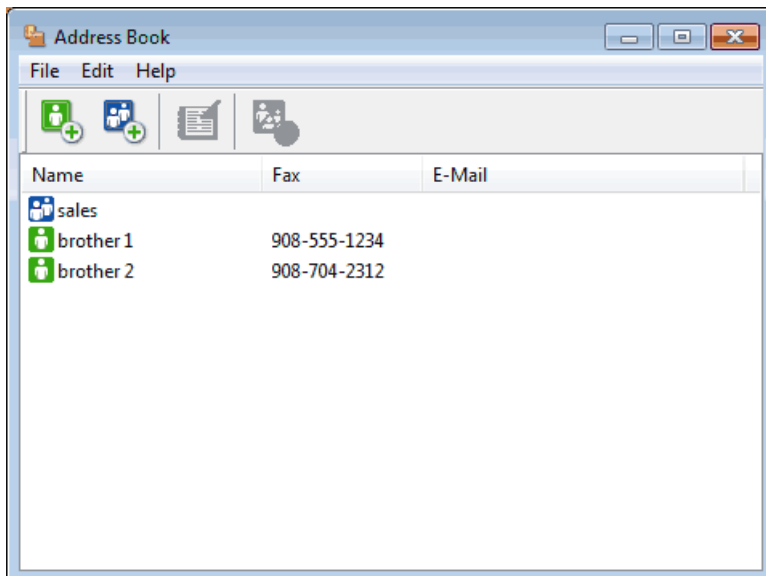 Address Book
File Edit Help
Name Fax E-Mail
sales
brother 1 908-555-1234
brother 2 908-704-2312